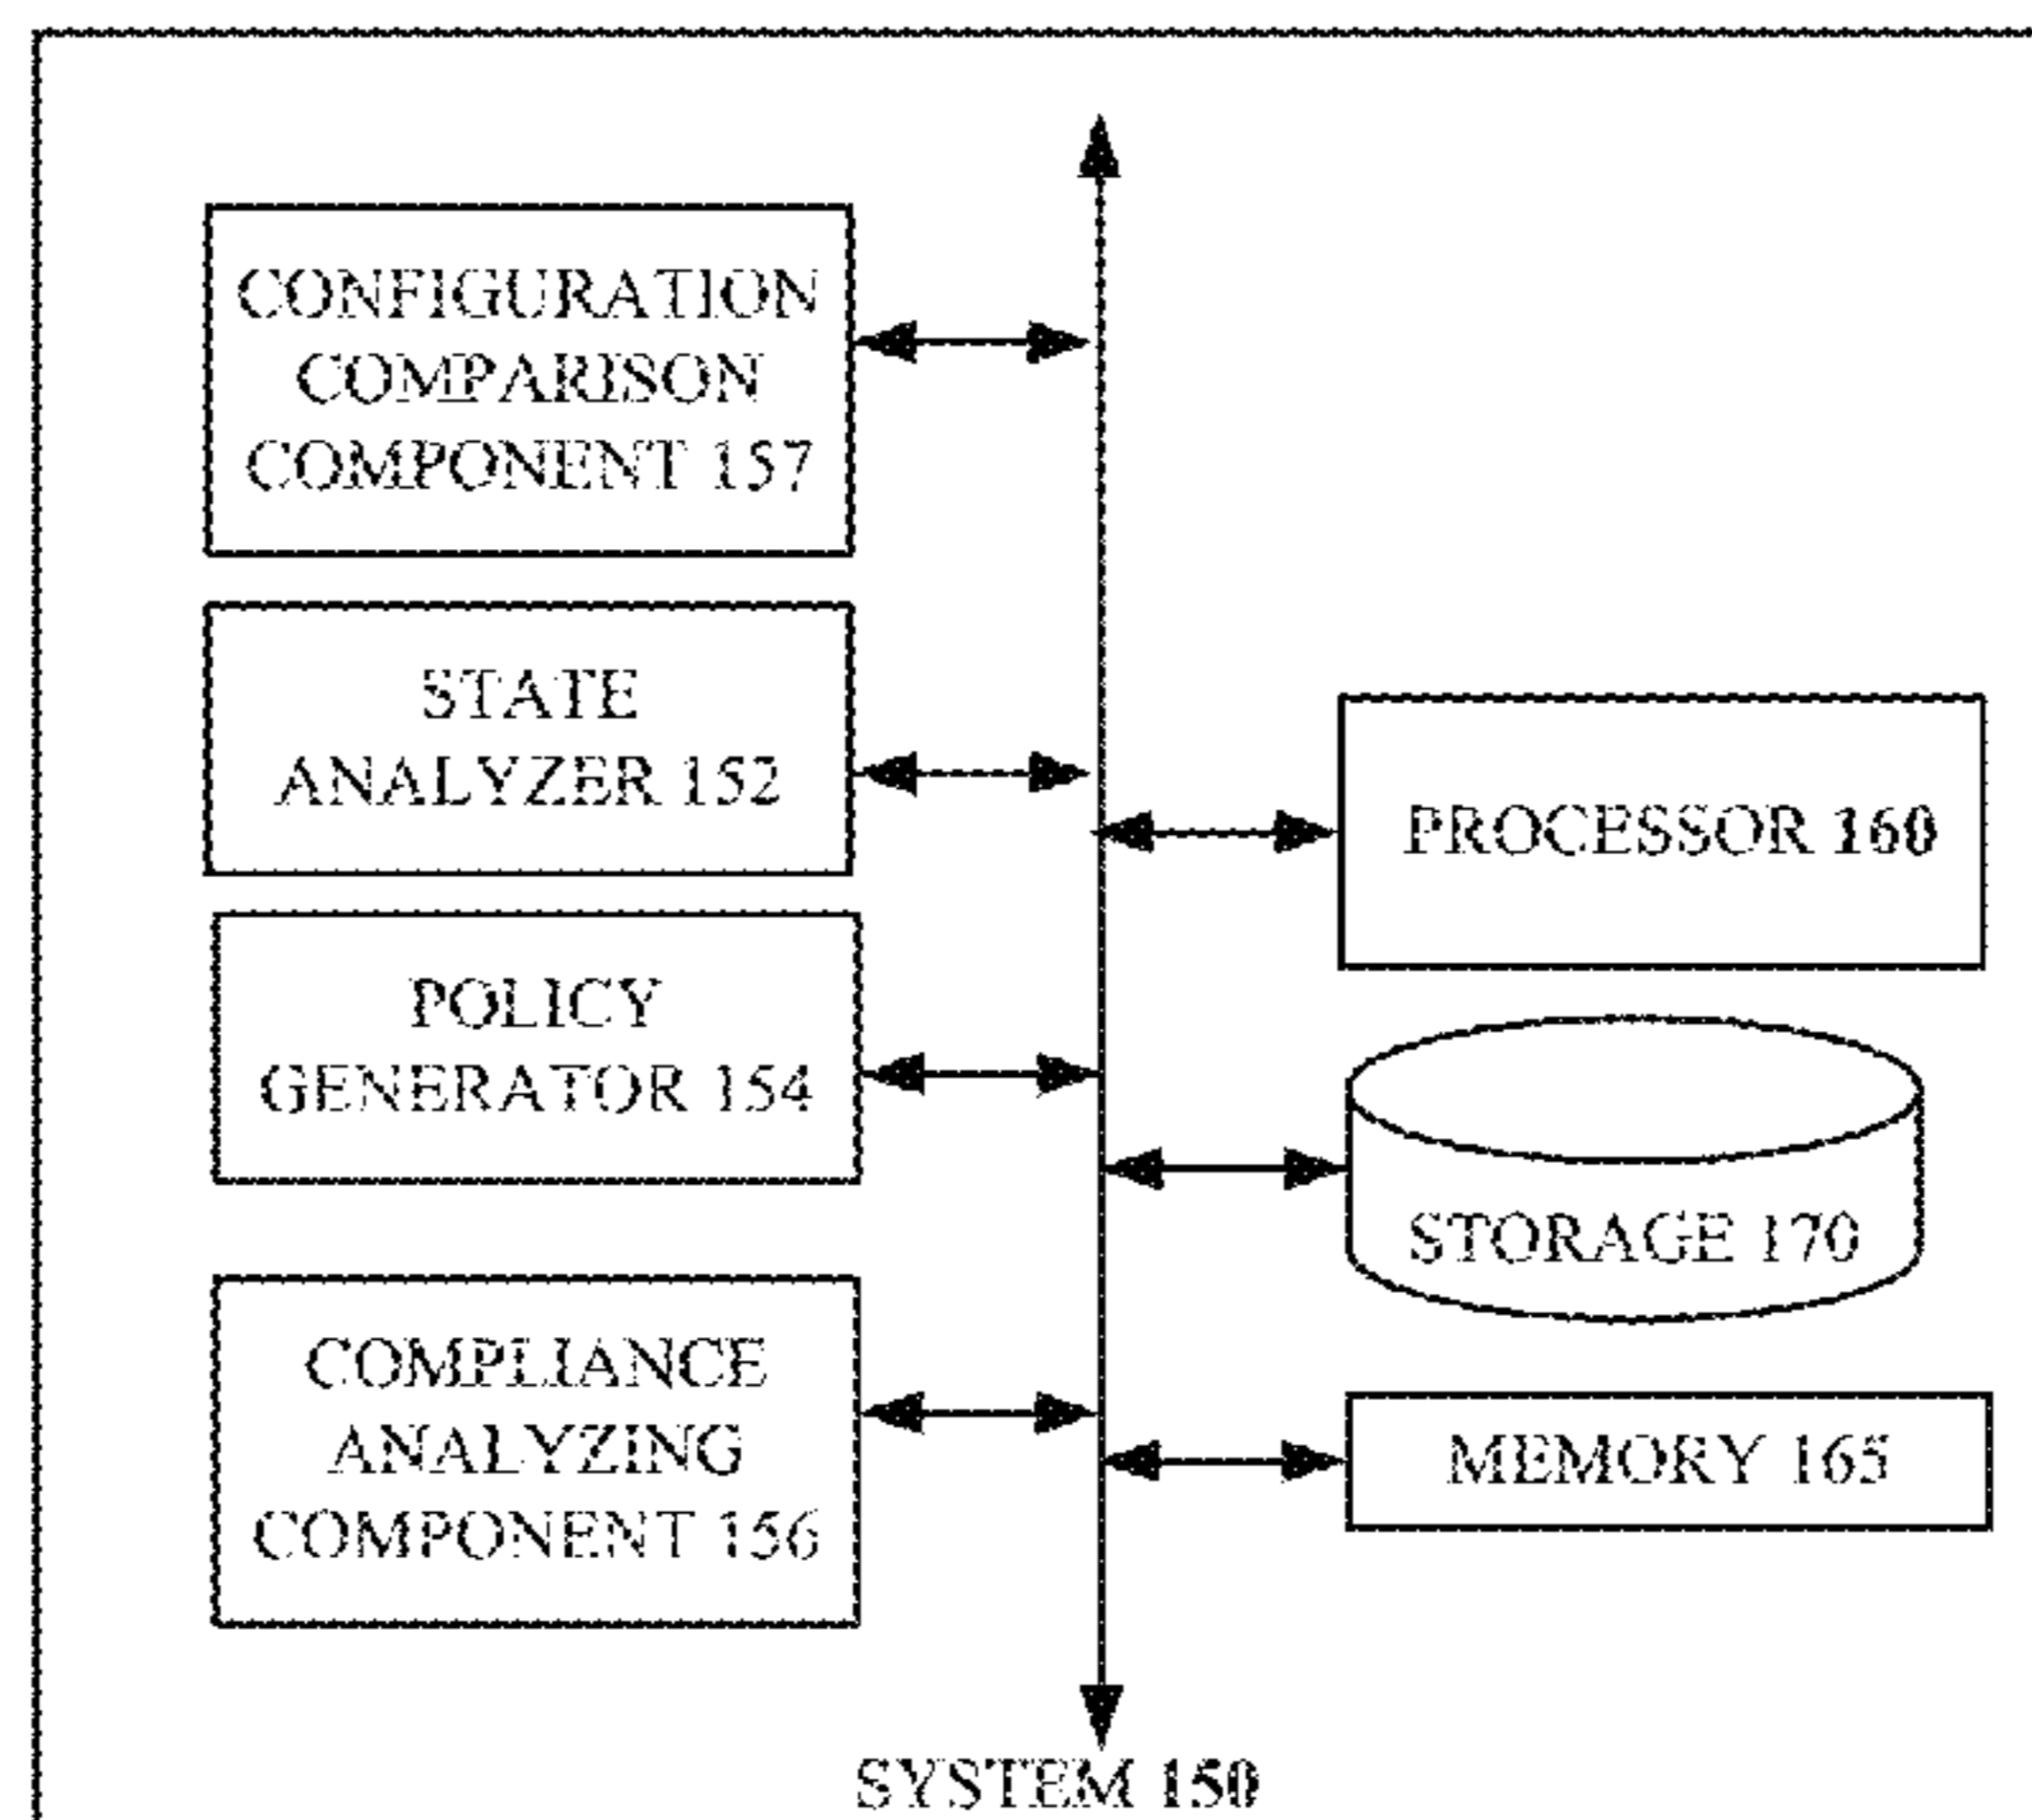 CONFIGURATION
COMPARISON
COMPONENT 157
STATE
ANALYZER 152
POLICY
GENERATOR 154
COMPLIANCE
ANALYZING
COMPONENT 156
PROCESSOR 160
STORAGE 170
MEMORY 165
SYSTEM 150